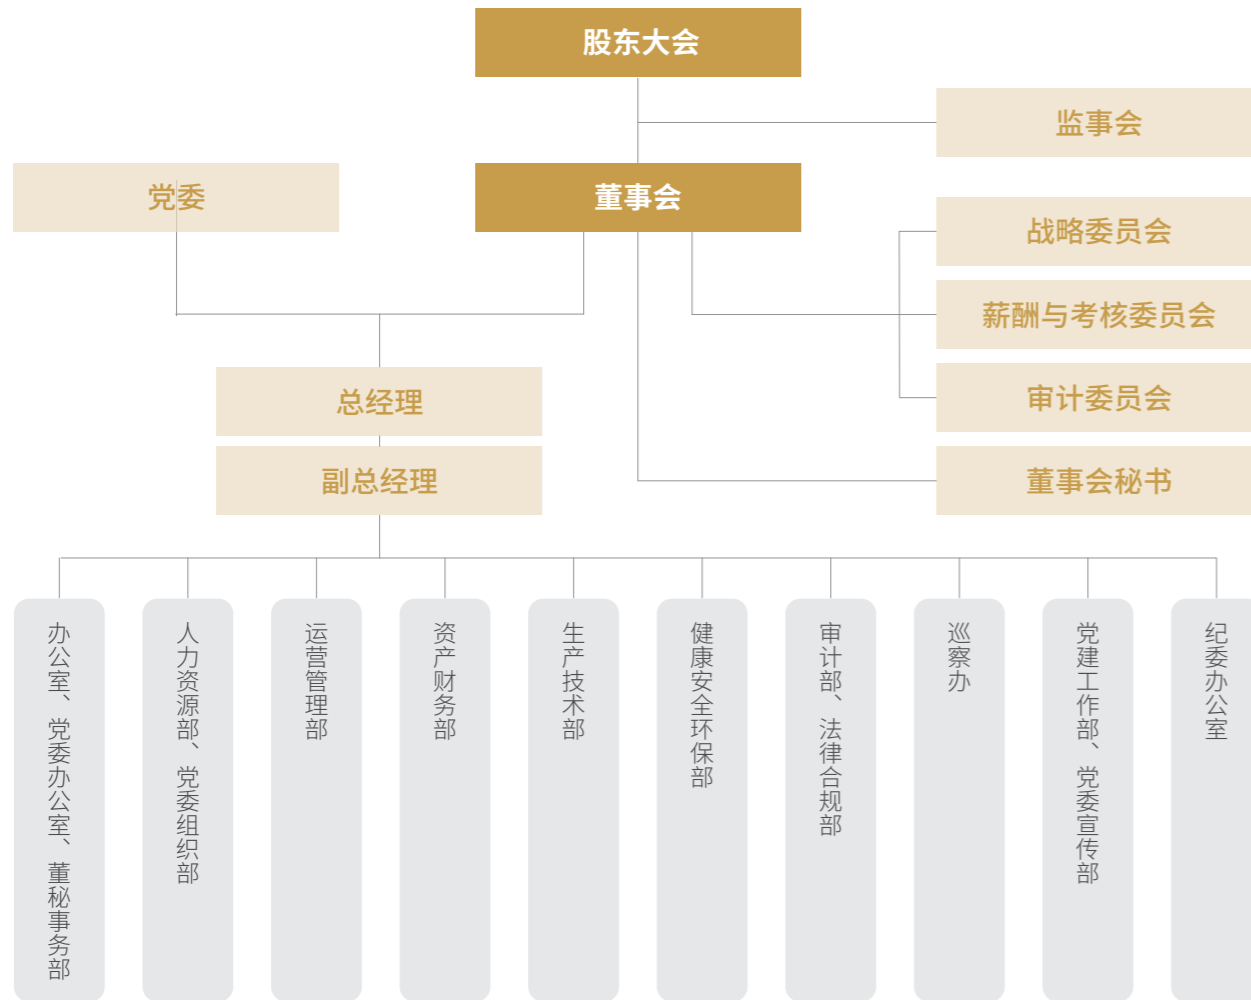 股东大会
监事会
党委
董事会
战略委员会
薪酬与考核委员会
审计委员会
总经理
副总经理
董事会秘书
办公室、党委办公室、董秘事务部
人力资源部、党委组织部
运营管理部
资产财务部
生产技术部
健康安全环保部
审计部、法律合规部
巡察办
党建工作部、党委宣传部
纪委办公室